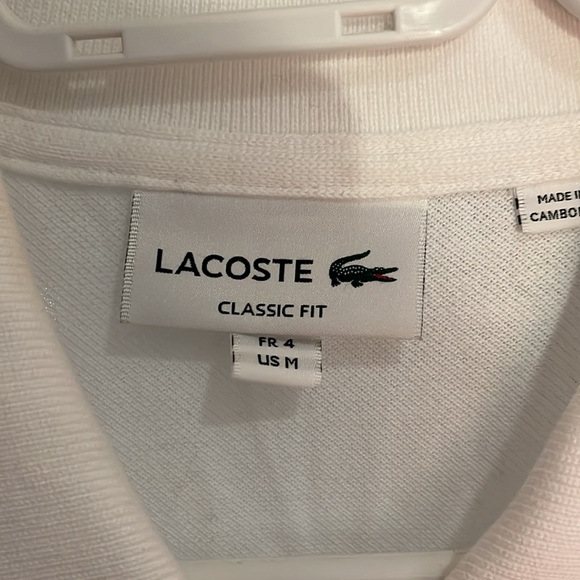 LACOSTE
CLASSIC FIT
FR 4
US M
MADE I
CAMBO